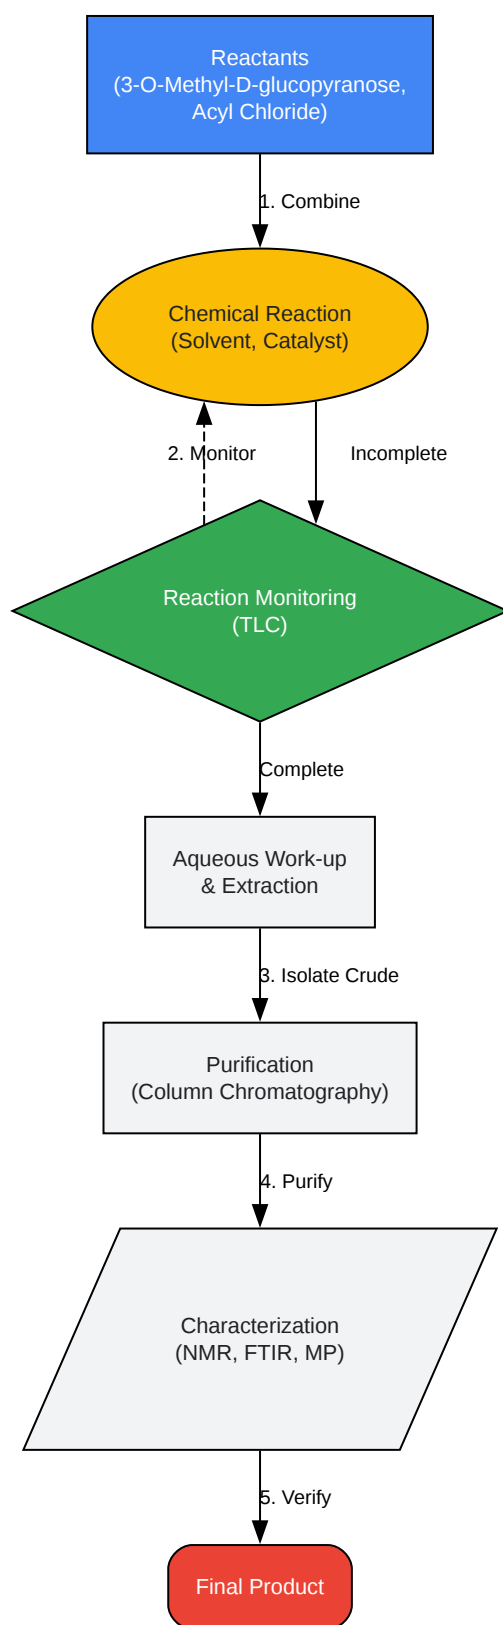 Reactants
(3-O-Methyl-D-glucopyranose,
Acyl Chloride)
1. Combine
Chemical Reaction
(Solvent, Catalyst)
2. Monitor
Incomplete
Reaction Monitoring
(TLC)
Complete
Aqueous Work-up
& Extraction
3. Isolate Crude
Purification
(Column Chromatography)
4. Purify
Characterization
(NMR, FTIR, MP)
5. Verify
Final Product